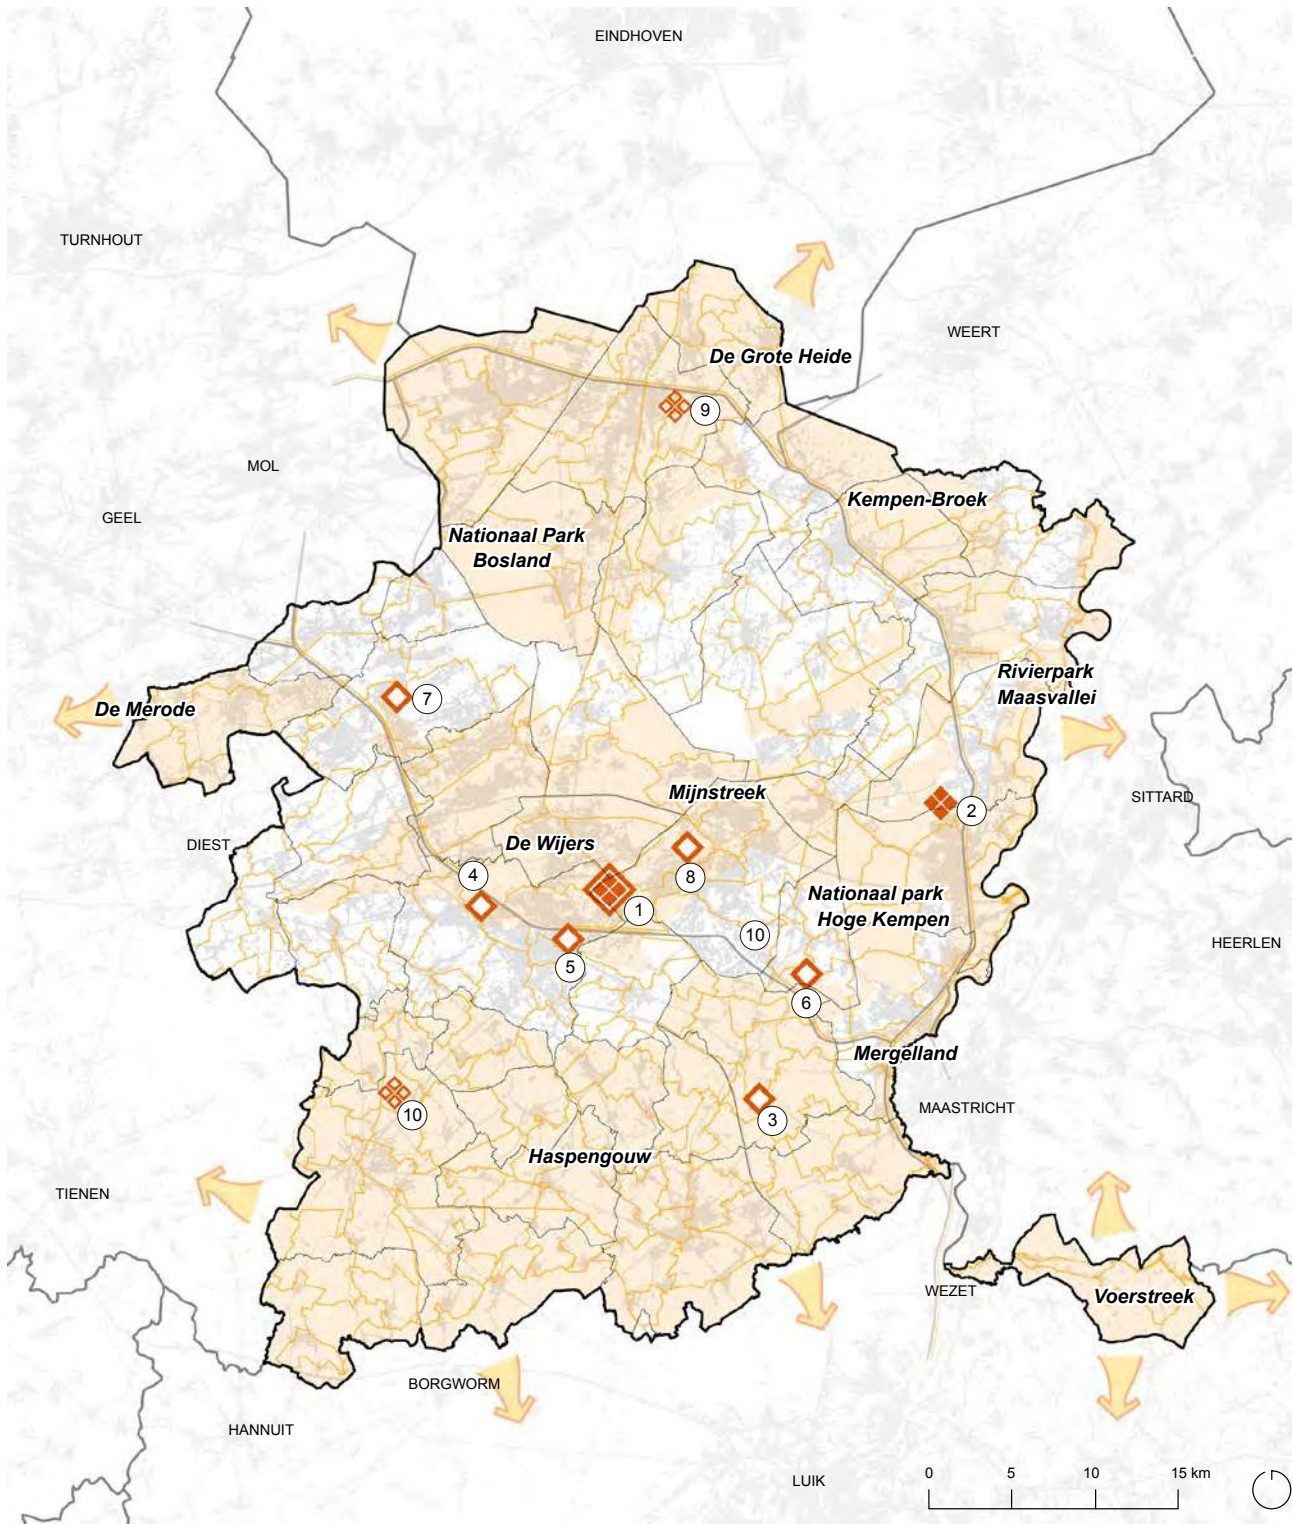 EINDHOVEN
TURNHOUT
De Grote Heide
WEERT
9
MOL
Kempen-Broek
GEEL
Nationaal Park
Bosland
Rivierpark
Maasvallei
7
De Merode
Mijnstreek
SITTARD
2
De Wijers
DIEST
4
8
Nationaal park
Hoge Kempen
1
10
HEERLEN
5
6
Mergelland
MAASTRICHT
10
3
Haspengouw
TIENEN
WEZET
Voerstreek
BORGWORM
HANNUIT
LUIK
0 5 10 15 km